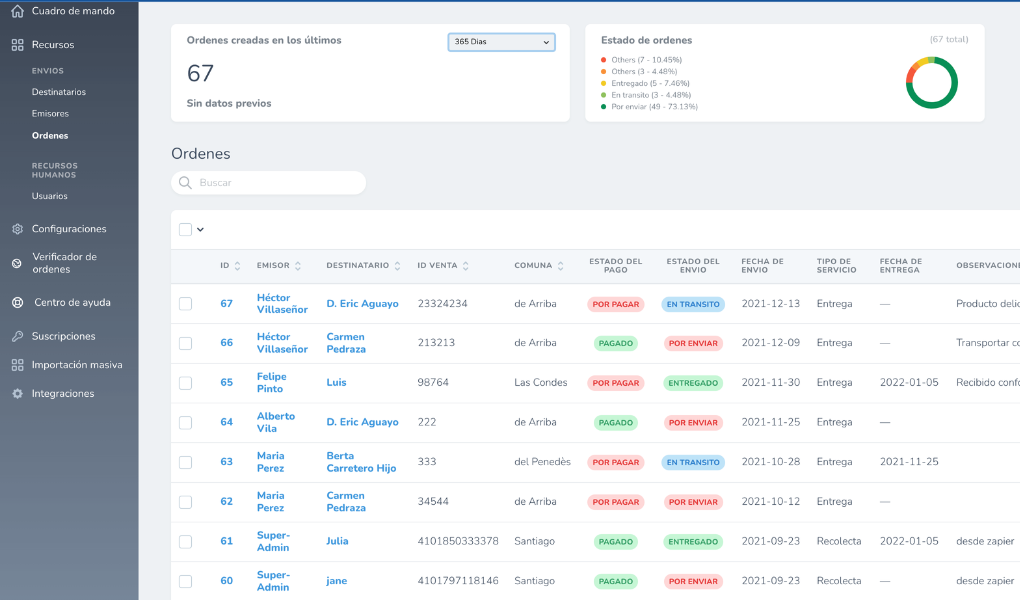 Cuadro de mando
Recursos
ENVIOS
Destinatarios
Emisores
Ordenes
RECURSOS
HUMANOS
Usuarios
Configuraciones
Verificador de
ordenes
Centro de ayuda
Suscripciones
Importación masiva
Integraciones
Ordenes creadas en los últimos
365 Dias
67
Sin datos previos
Estado de ordenes
(67 total)
Others (7 - 10.45%)
Others (3 - 4.48%)
Entregado (5 - 7.46%)
En transito (3 - 4.48%)
Por enviar (49 - 73.13%)
Ordenes
Buscar
ID EMISOR DESTINATARIO ID VENTA COMUNA ESTADO DEL PAGO ESTADO DEL ENVIO FECHA DE ENVIO TIPO DE SERVICIO FECHA DE ENTREGA OBSERVACIONE
67 Héctor Villaseñor D. Eric Aguayo 23324234 de Arriba POR PAGAR EN TRANSITO 2021-12-13 Entrega — Producto delic
66 Héctor Villaseñor Carmen Pedraza 213213 de Arriba PAGADO POR ENVIAR 2021-12-09 Entrega — Transportar co
65 Felipe Pinto Luis 98764 Las Condes POR PAGAR ENTREGADO 2021-11-30 Entrega 2022-01-05 Recibido confo
64 Alberto Vila D. Eric Aguayo 222 de Arriba PAGADO POR ENVIAR 2021-11-25 Entrega —
63 Maria Perez Berta Carretero Hijo 333 del Penedès POR PAGAR EN TRANSITO 2021-10-28 Entrega 2021-11-25
62 Maria Perez Carmen Pedraza 34544 de Arriba POR PAGAR POR ENVIAR 2021-10-12 Entrega —
61 Super-Admin Julia 4101850333378 Santiago PAGADO ENTREGADO 2021-09-23 Recolecta 2022-01-05 desde zapier
60 Super-Admin jane 4101797118146 Santiago PAGADO POR ENVIAR 2021-09-23 Recolecta — desde zapier